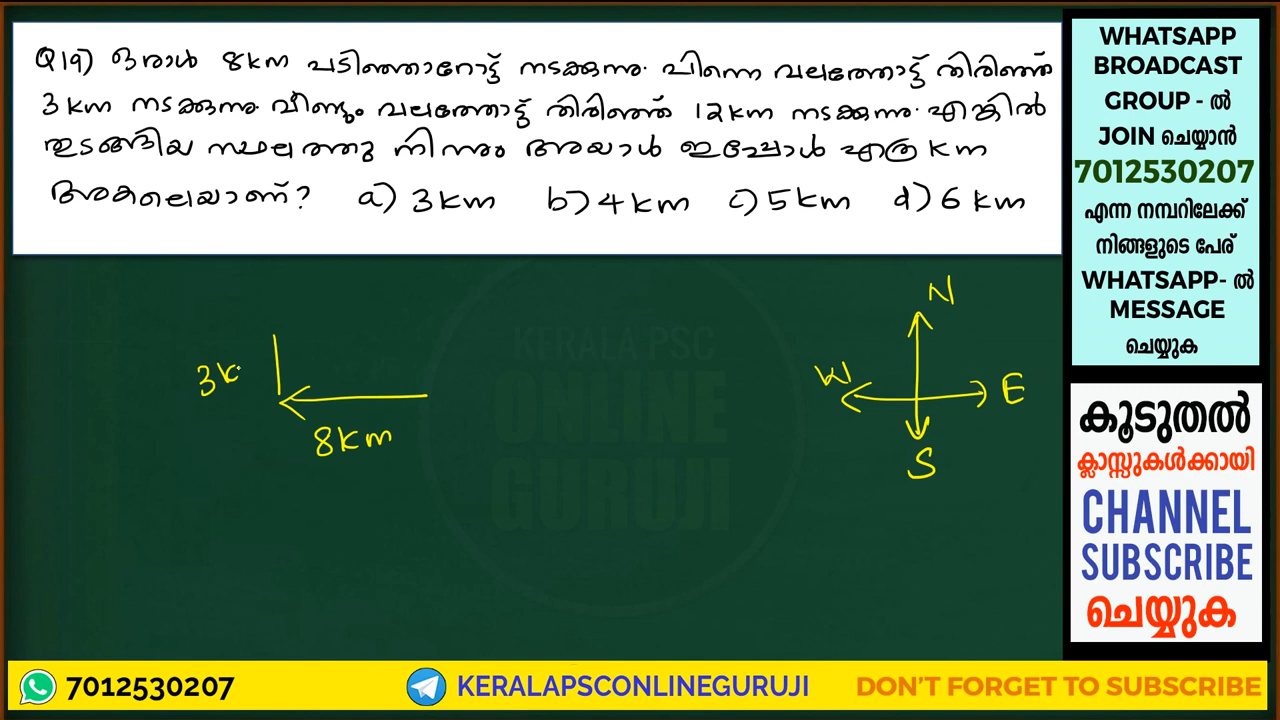 Q19) ഒരാൾ 8km പടിഞ്ഞാറോട്ട് നടക്കുന്നു. പിന്നെ വലത്തോട്ട് തിരിഞ്ഞ്
3km നടക്കുന്നു. വീണ്ടും വലത്തോട്ട് തിരിഞ്ഞ് 12km നടക്കുന്നു. എങ്കിൽ
തുടങ്ങിയ സ്ഥലത്തു നിന്നും അയാൾ ഇപ്പോൾ എത്ര km
അകലെയാണ്? a) 3km b) 4km c) 5km d) 6km
N
W
E
S
3k
8km
KERALA PSC
ONLINE
GURUJI
WHATSAPP
BROADCAST
GROUP - ൽ
JOIN ചെയ്യാൻ
7012530207
എന്ന നമ്പറിലേക്ക്
നിങ്ങളുടെ പേര്
WHATSAPP- ൽ
MESSAGE
ചെയ്യുക
കൂടുതൽ
ക്ലാസ്സുകൾക്കായി
CHANNEL
SUBSCRIBE
ചെയ്യുക
7012530207 KERALAPSCONLINEGURUJI DON'T FORGET TO SUBSCRIBE